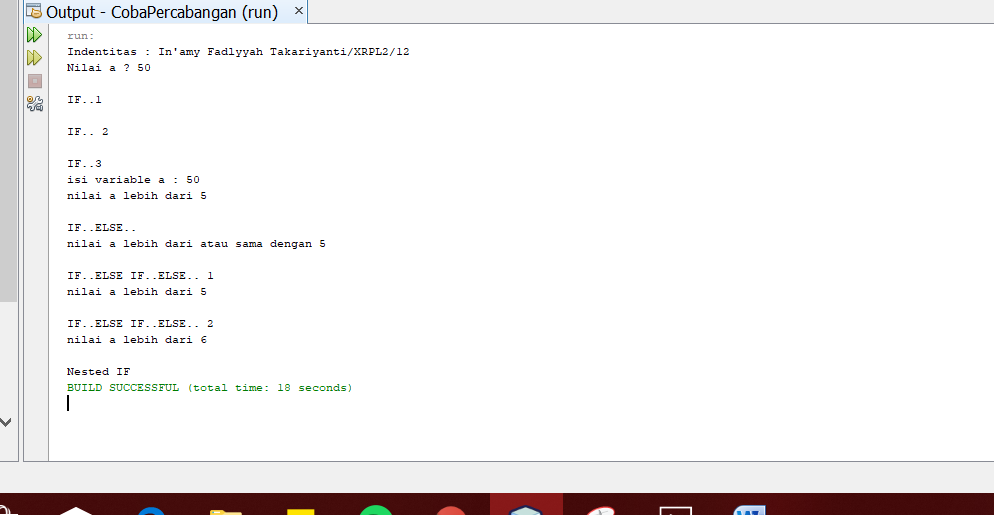 Output - CobaPercabangan (run) ×
run:
Indentitas : In'amy Fadlyyah Takariyanti/XRPL2/12
Nilai a ? 50
IF..1
IF.. 2
IF..3
isi variable a : 50
nilai a lebih dari 5
IF..ELSE..
nilai a lebih dari atau sama dengan 5
IF..ELSE IF..ELSE.. 1
nilai a lebih dari 5
IF..ELSE IF..ELSE.. 2
nilai a lebih dari 6
Nested IF
BUILD SUCCESSFUL (total time: 18 seconds)